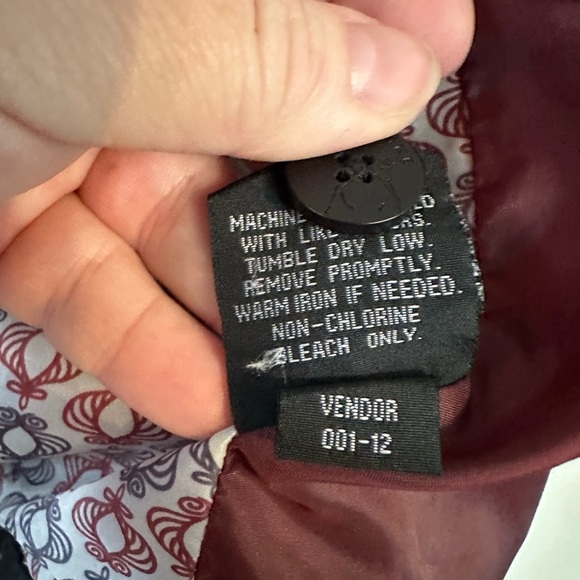 MACHINE
WITH LIKE
TUMBLE DRY LOW.
REMOVE PROMPTLY.
WARM IRON IF NEEDED.
NON-CHLORINE
BLEACH ONLY.
VENDOR
001-12